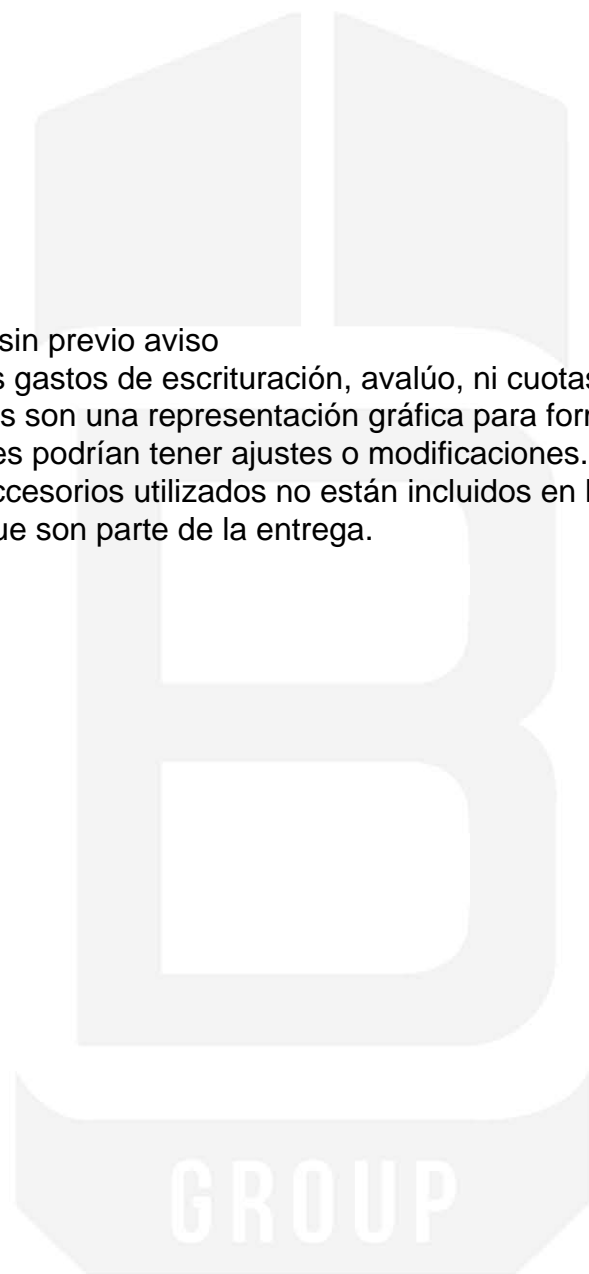 sin previo aviso
s gastos de escrituración, avalúo, ni cuotas
s son una representación gráfica para for
es podrían tener ajustes o modificaciones.
ccesorios utilizados no están incluidos en
ue son parte de la entrega.
B
GROUP